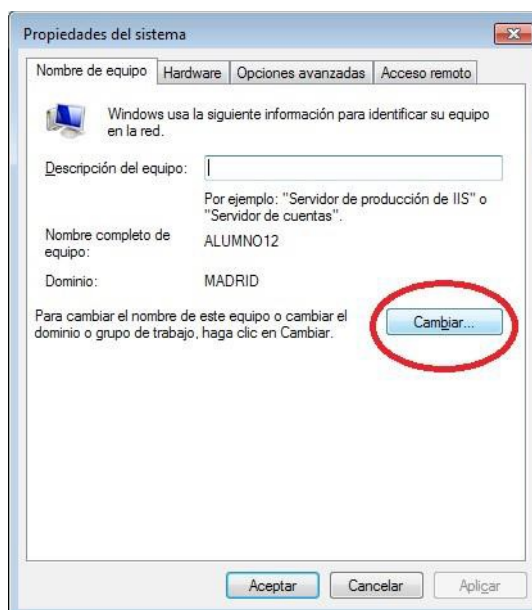 Propiedades del sistema
Nombre de equipo Hardware Opciones avanzadas Acceso remoto
Windows usa la siguiente información para identificar su equipo
en la red.
Descripción del equipo:
Por ejemplo: "Servidor de producción de IIS" o
"Servidor de cuentas".
Nombre completo de
equipo:
ALUMNO12
Dominio: MADRID
Para cambiar el nombre de este equipo o cambiar el
dominio o grupo de trabajo, haga clic en Cambiar.
Cambiar...
Aceptar Cancelar Aplicar